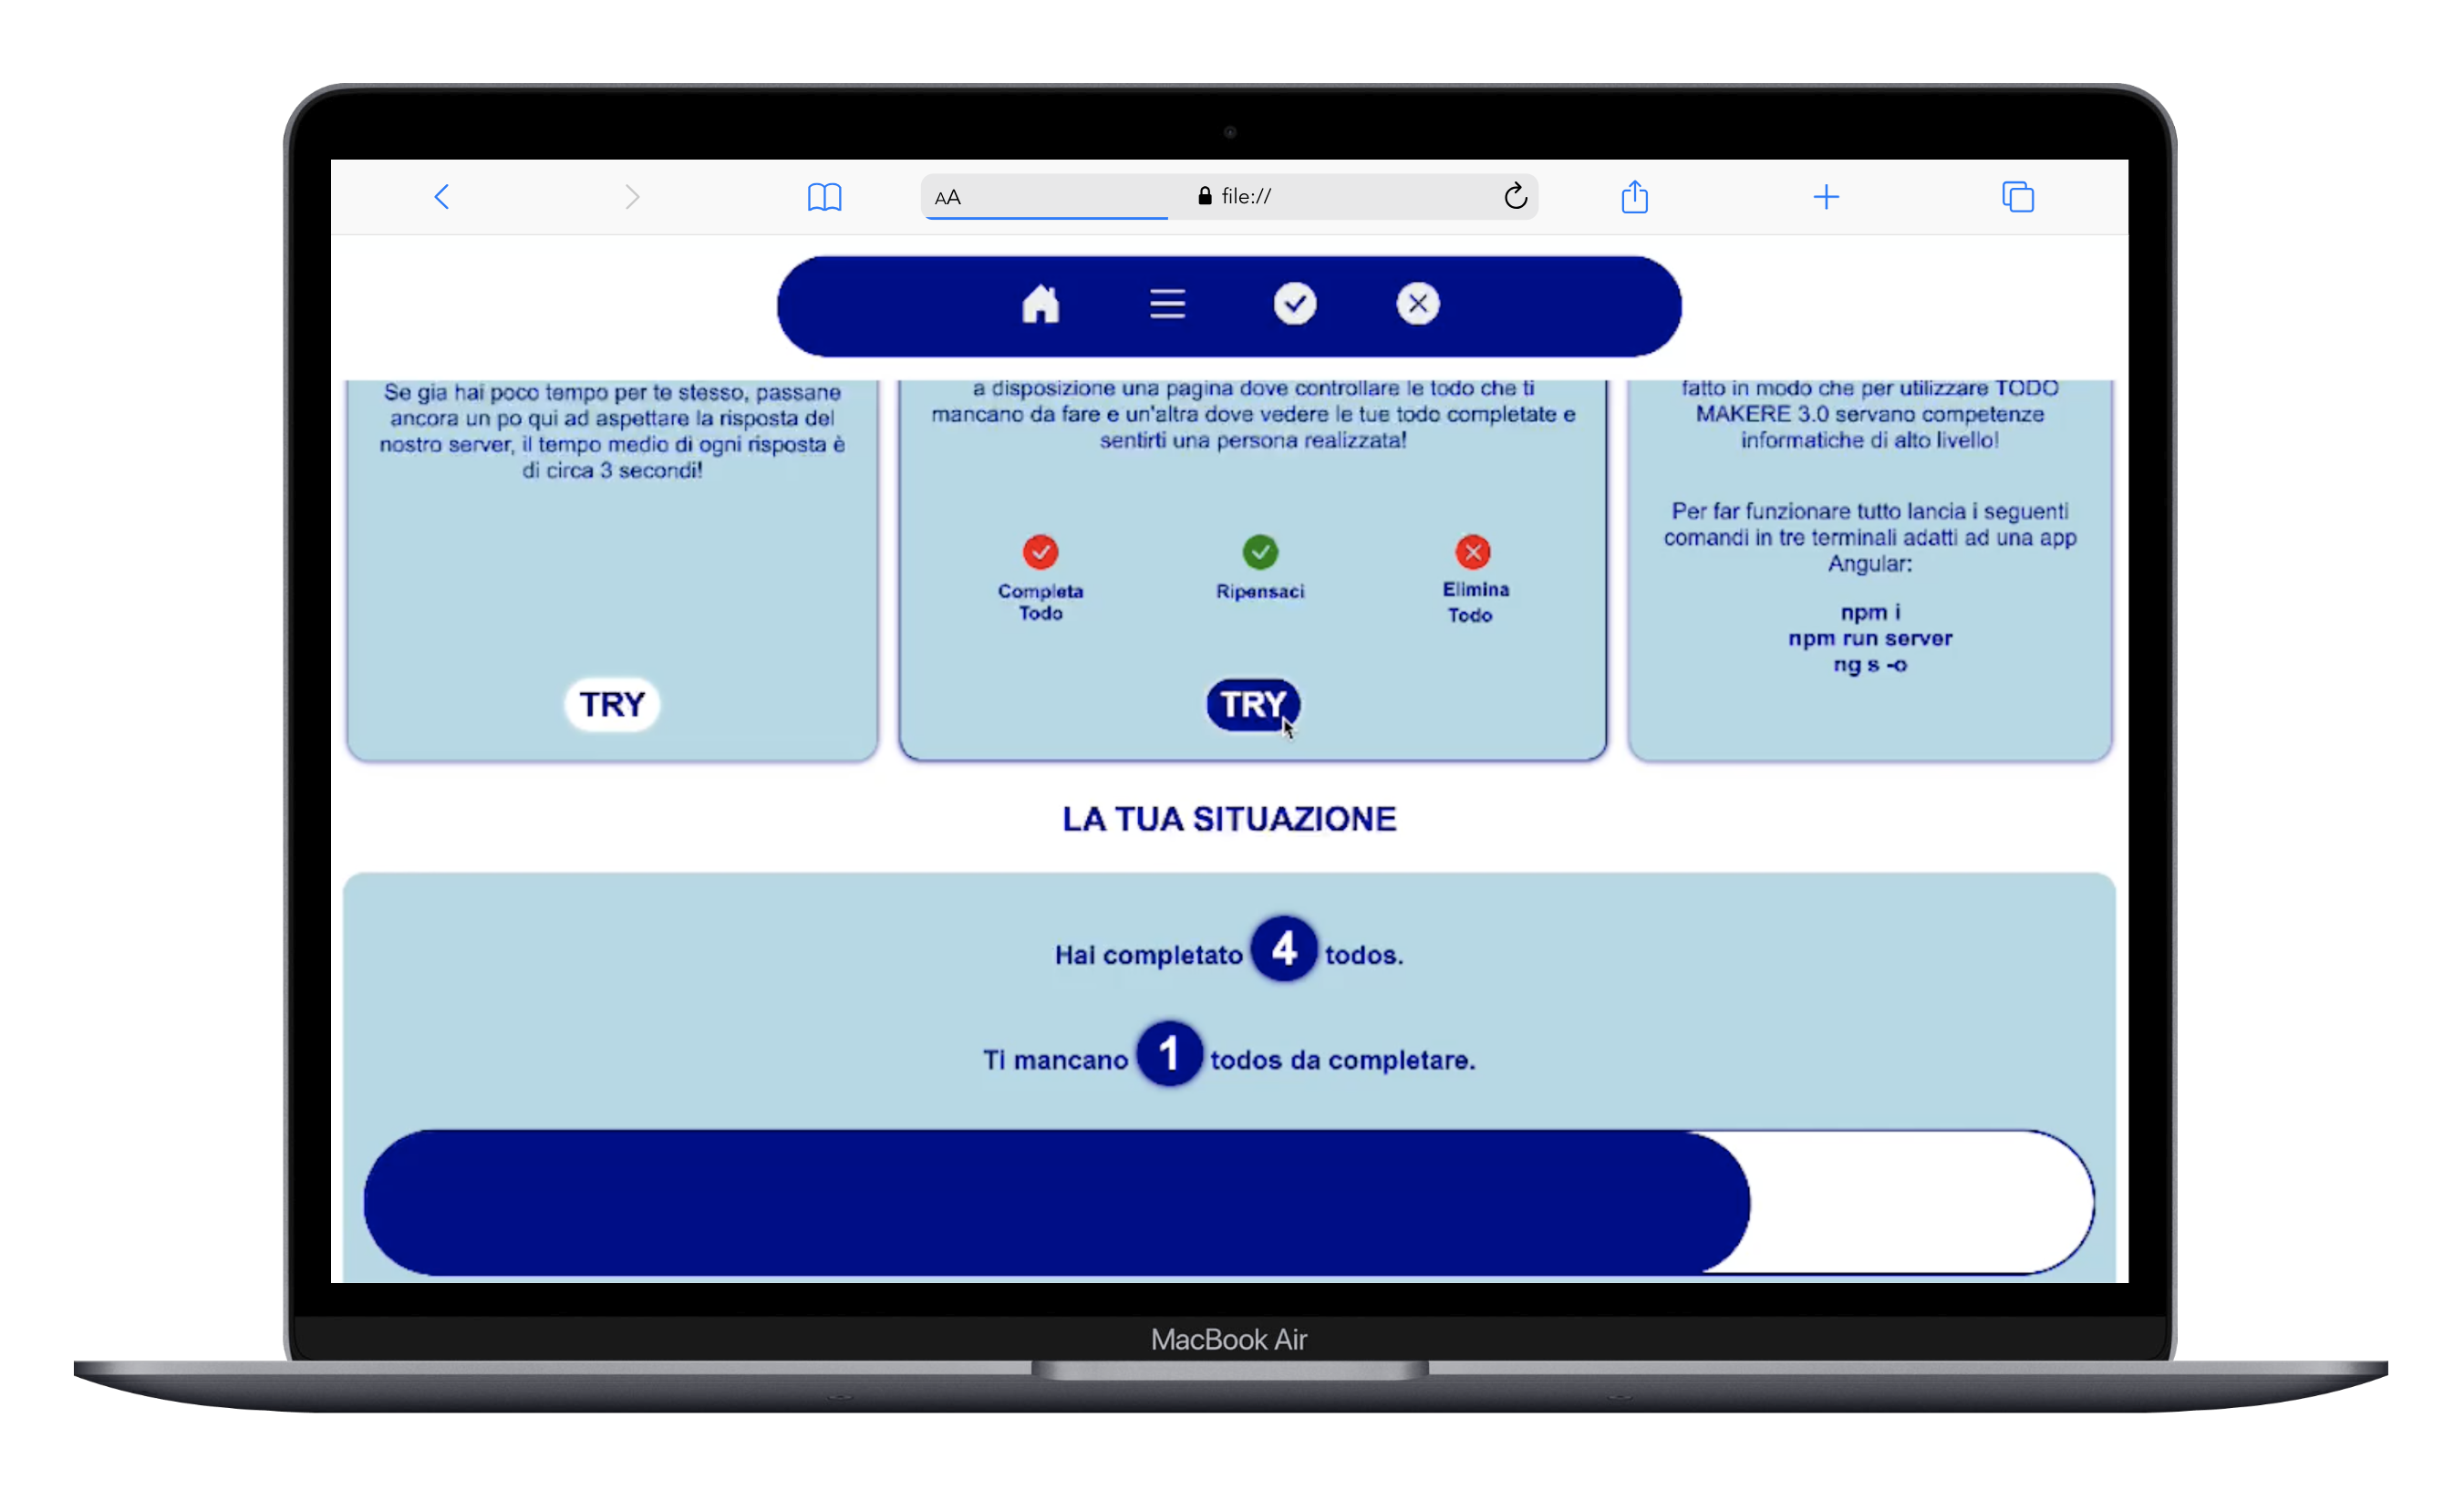 AA
file://
Se gia hai poco tempo per te stesso, passane
ancora un po qui ad aspettare la risposta del
nostro server, il tempo medio di ogni risposta è
di circa 3 secondi!
TRY
a disposizione una pagina dove controllare le todo che ti
mancano da fare e un'altra dove vedere le tue todo completate e
sentirti una persona realizzata!
Completa
Todo
Ripensaci
Elimina
Todo
TRY
fatto in modo che per utilizzare TODO
MAKERE 3.0 servano competenze
informatiche di alto livello!
Per far funzionare tutto lancia i seguenti
comandi in tre terminali adatti ad una app
Angular:
npm i
npm run server
ng s -o
LA TUA SITUAZIONE
Hai completato 4 todos.
Ti mancano 1 todos da completare.
MacBook Air